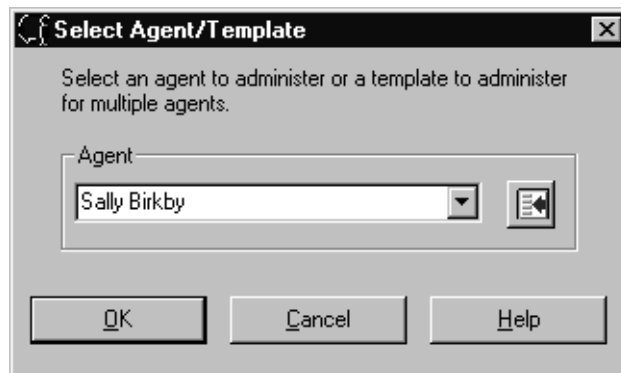 Select Agent/Template
Select an agent to administer or a template to administer
for multiple agents.
Agent
Sally Birkby
OK
Cancel
Help